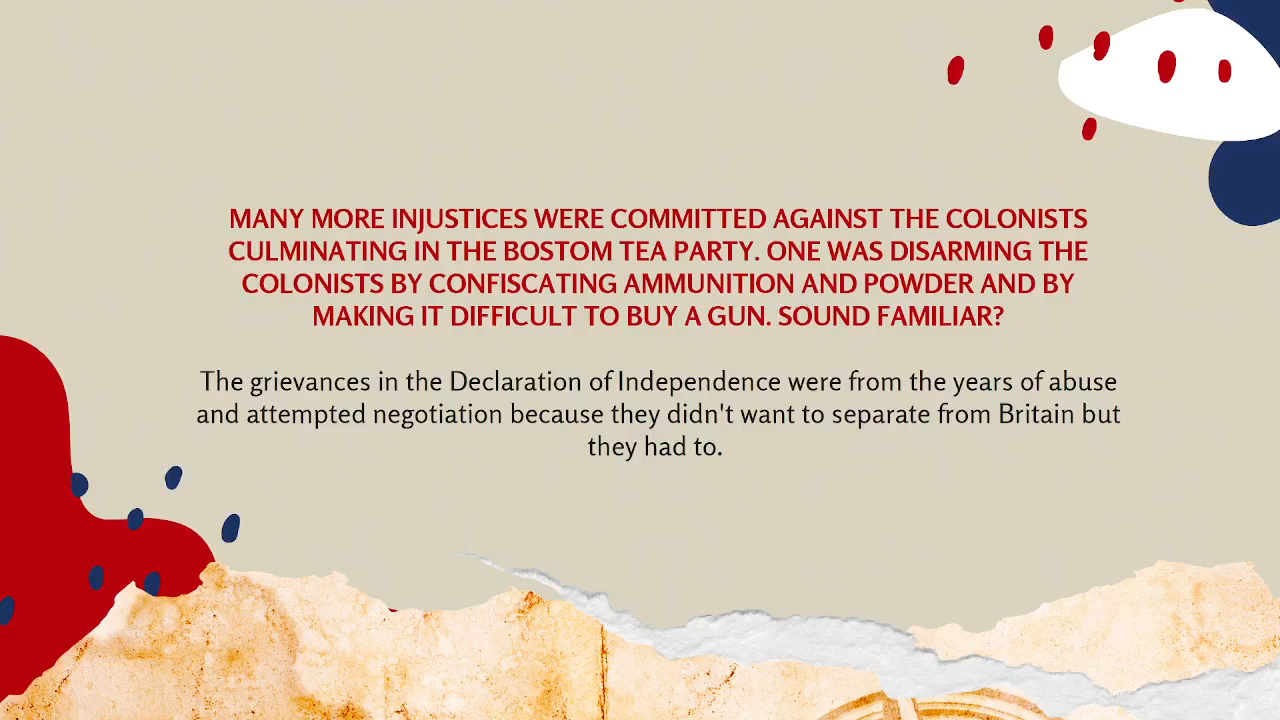 MANY MORE INJUSTICES WERE COMMITTED AGAINST THE COLONISTS
CULMINATING IN THE BOSTOM TEA PARTY. ONE WAS DISARMING THE
COLONISTS BY CONFISCATING AMMUNITION AND POWDER AND BY
MAKING IT DIFFICULT TO BUY A GUN. SOUND FAMILIAR?
The grievances in the Declaration of Independence were from the years of abuse
and attempted negotiation because they didn't want to separate from Britain but
they had to.